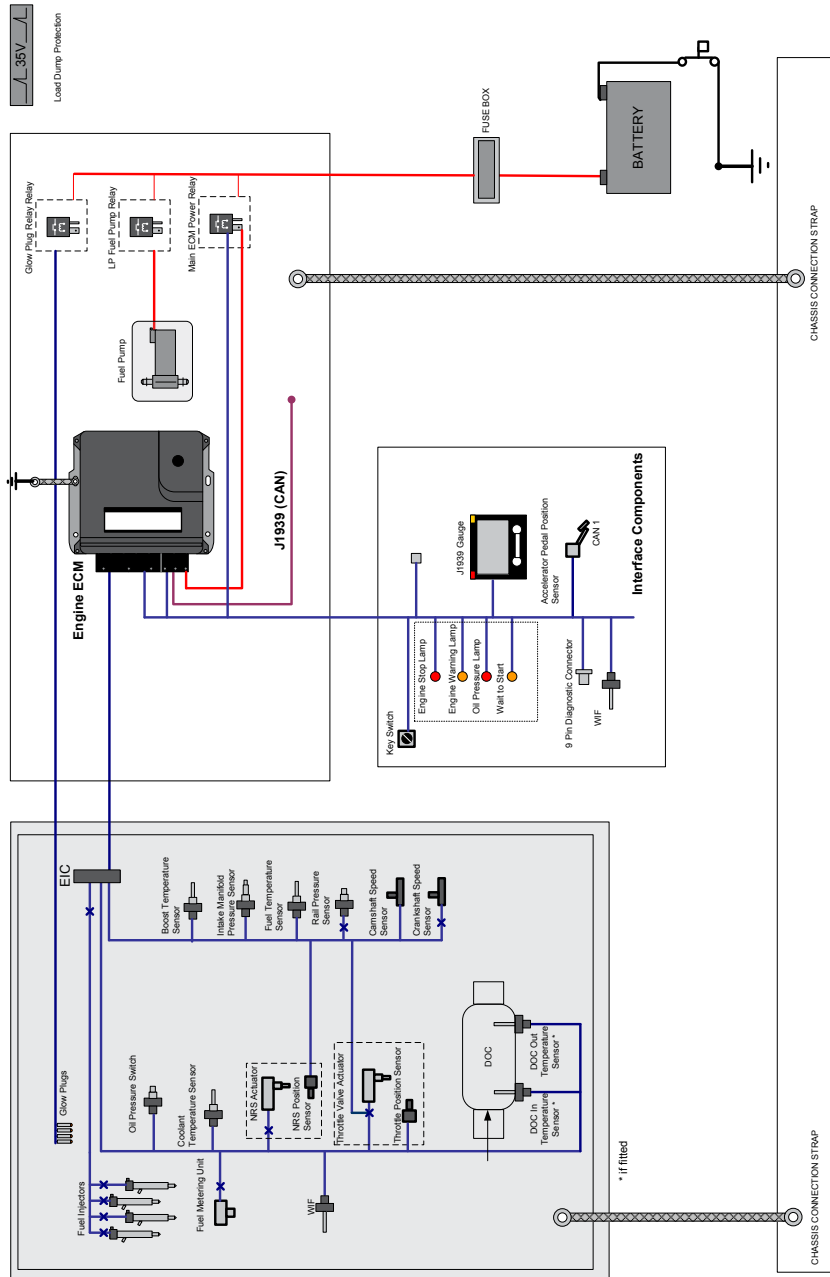 35V
Load Dump Protection
Glow Plug Relay Relay
LP Fuel Pump Relay
Main ECM Power Relay
FUSE BOX
BATTERY
Fuel Pump
Engine ECM
J1939 (CAN)
CHASSIS CONNECTION STRAP
Key Switch
Engine Stop Lamp
Engine Warning Lamp
Oil Pressure Lamp
Wait to Start
J1939 Gauge
Accelerator Pedal Position
Sensor
CAN 1
9 Pin Diagnostic Connector
WIF
Interface Components
EIC
Boost Temperature
Sensor
Intake Manifold
Pressure Sensor
Fuel Temperature
Sensor
Rail Pressure
Sensor
Camshaft Speed
Sensor
Crankshaft Speed
Sensor
Glow Plugs
Oil Pressure Switch
Coolant
Temperature Sensor
NRS Actuator
NRS Position
Sensor
Throttle Valve Actuator
Throttle Position Sensor
DOC
DOC In
Temperature
Sensor *
DOC Out
Temperature
Sensor *
Fuel Injectors
Fuel Metering Unit
WIF
* if fitted
CHASSIS CONNECTION STRAP